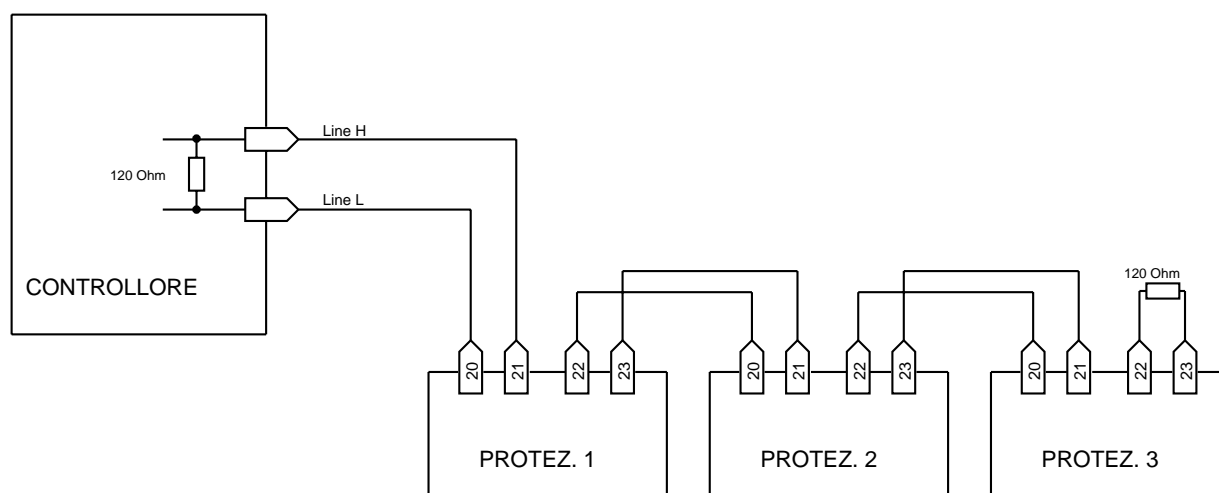 Line H
120 Ohm
Line L
CONTROLLORE
120 Ohm
20 21 22 23 20 21 22 23 20 21 22 23
PROTEZ. 1 PROTEZ. 2 PROTEZ. 3